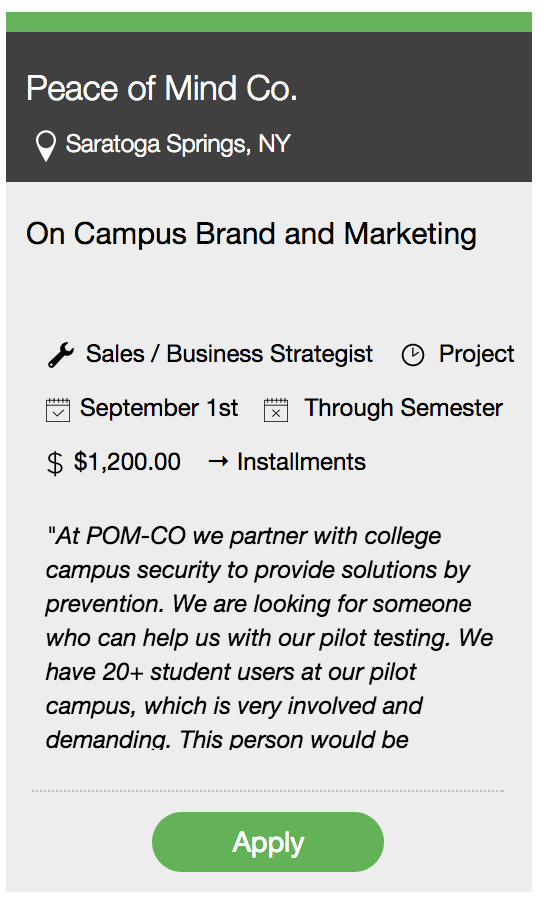 Peace of Mind Co.
Saratoga Springs, NY
On Campus Brand and Marketing
Sales / Business Strategist Project
September 1st Through Semester
$ $1,200.00 → Installments
"At POM-CO we partner with college
campus security to provide solutions by
prevention. We are looking for someone
who can help us with our pilot testing. We
have 20+ student users at our pilot
campus, which is very involved and
demanding. This person would be
Apply